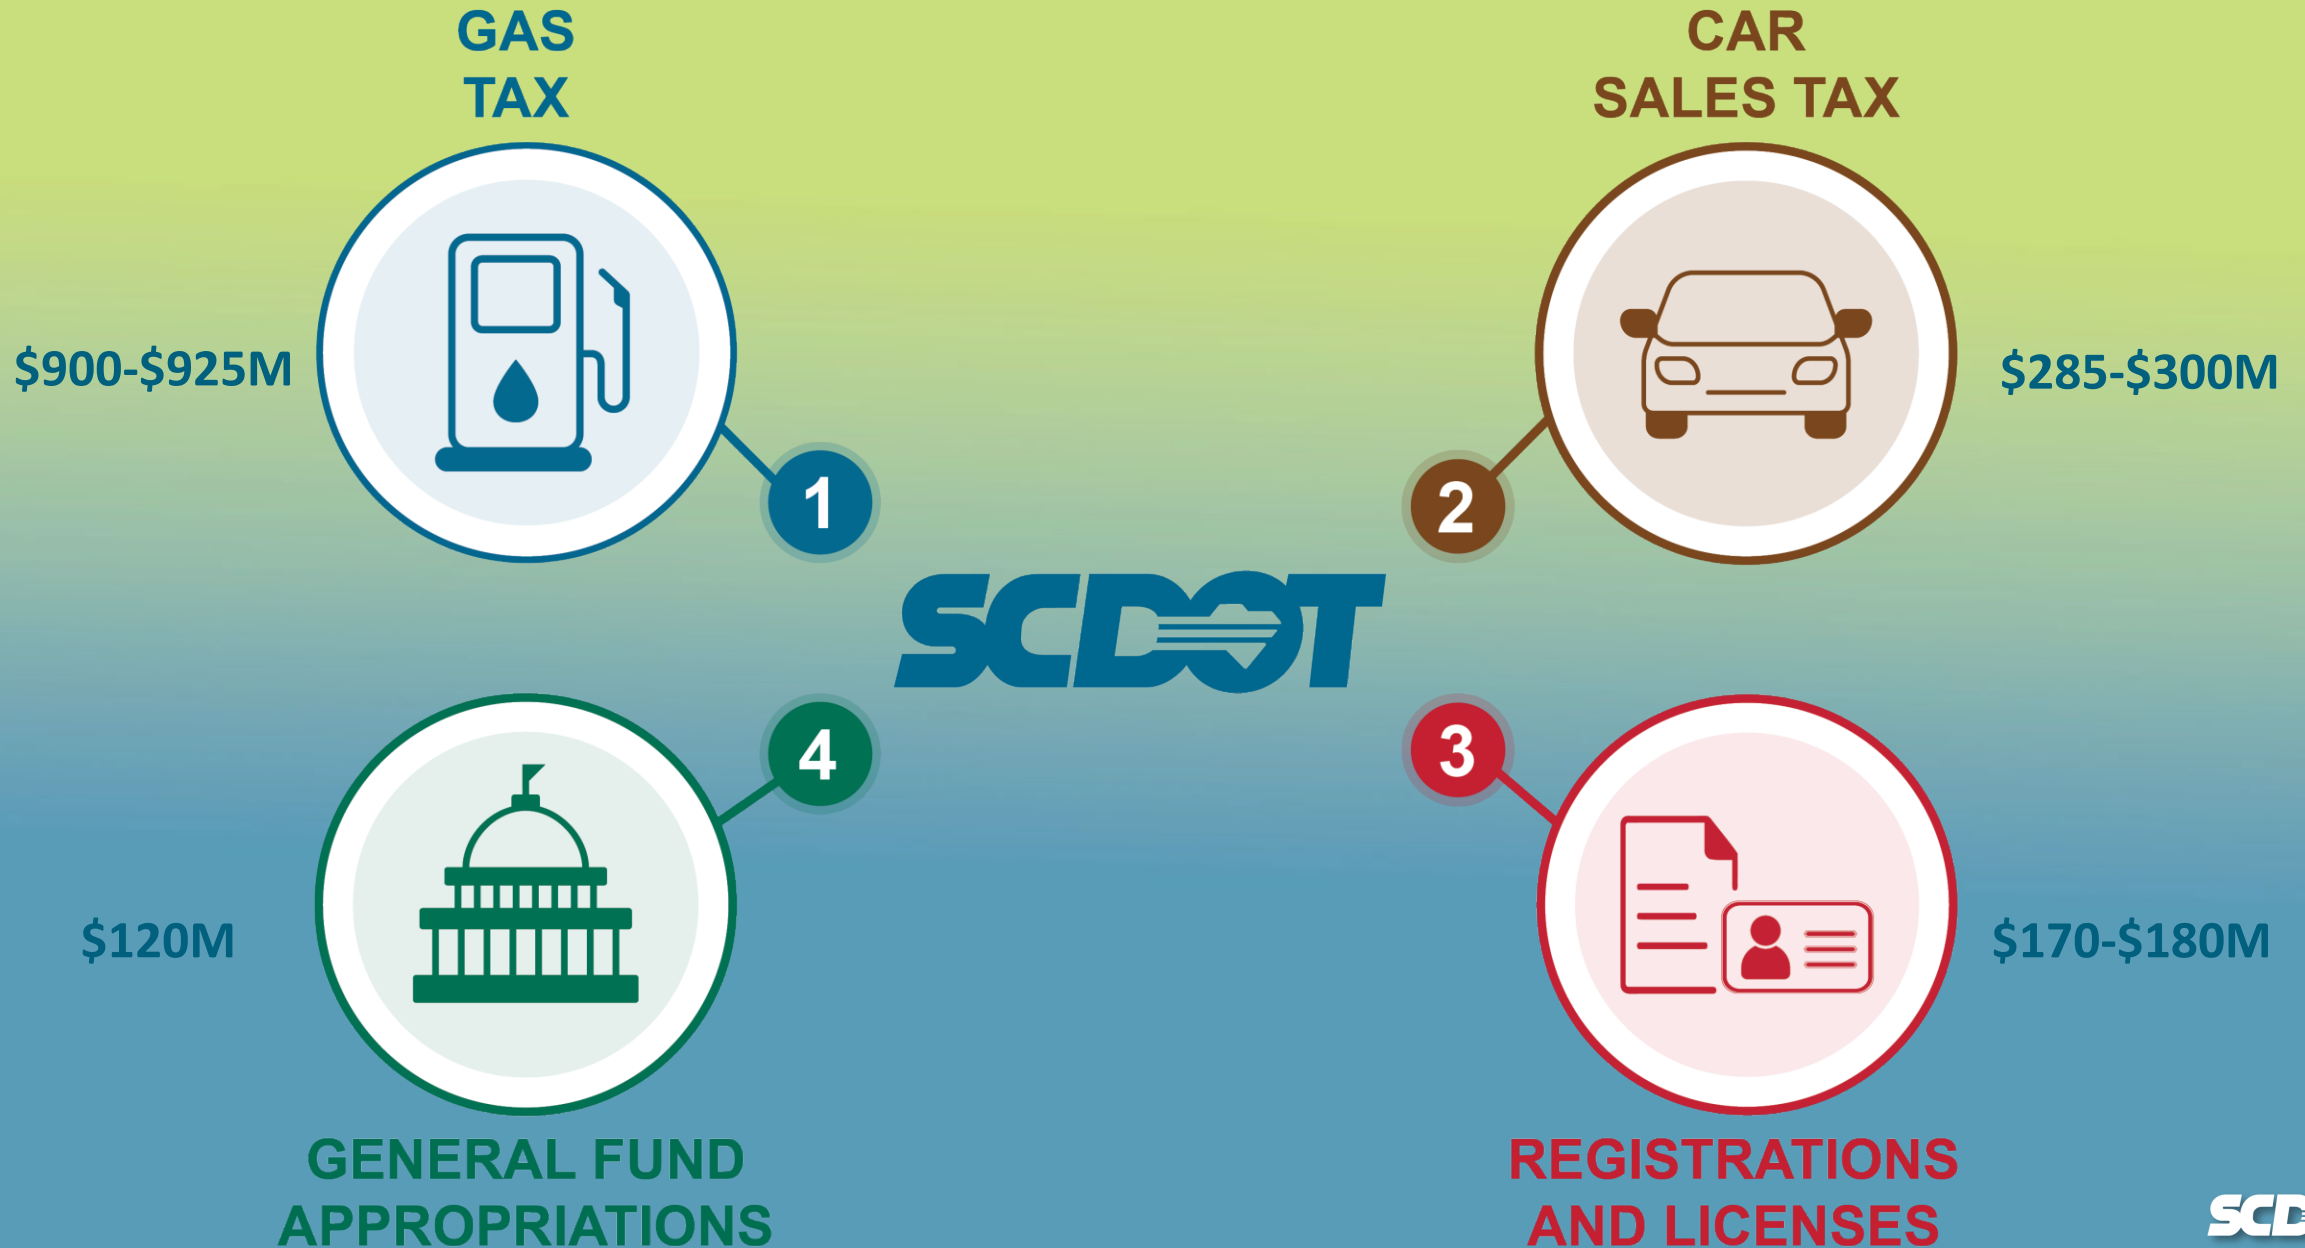 GAS
TAX
CAR
SALES TAX
$900-$925M
$285-$300M
1
2
SCDOT
4
3
$120M
$170-$180M
GENERAL FUND
APPROPRIATIONS
REGISTRATIONS
AND LICENSES
SCD